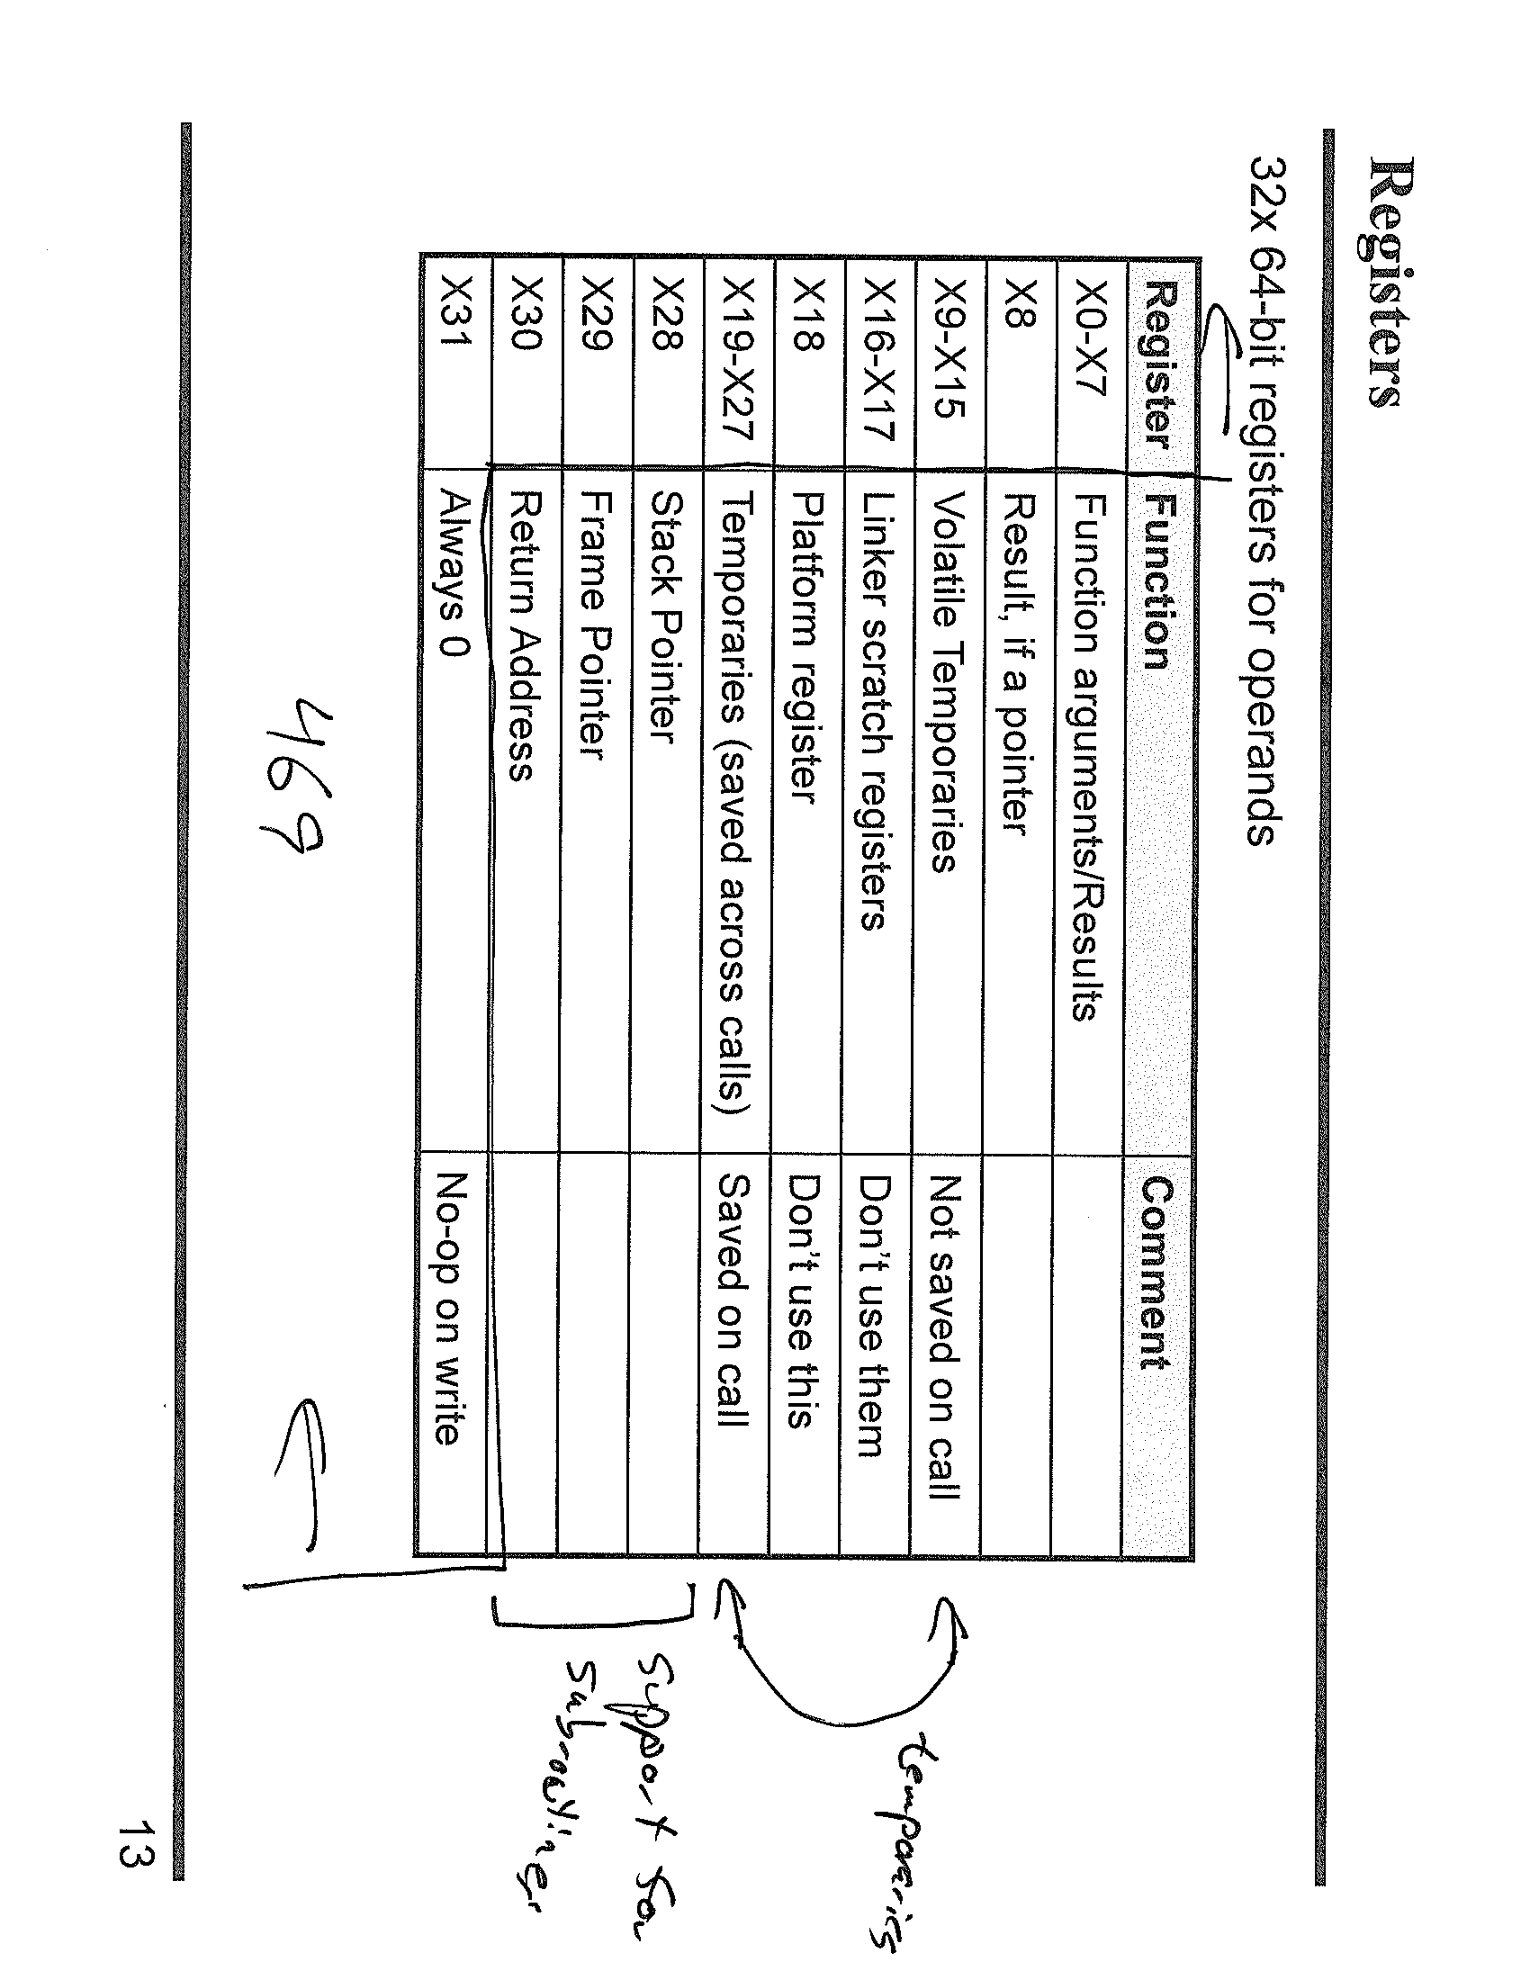 Registers
32x 64-bit registers for operands
Register Function Comment
X0-X7 Function arguments/Results
X8 Result, if a pointer
X9-X15 Volatile Temporaries Not saved on call
X16-X17 Linker scratch registers Don't use them
X18 Platform register Don't use this
X19-X27 Temporaries (saved across calls) Saved on call
X28 Stack Pointer
X29 Frame Pointer
X30 Return Address
X31 Always 0 No-op on write
temporaries
support for
subroutines
469
13